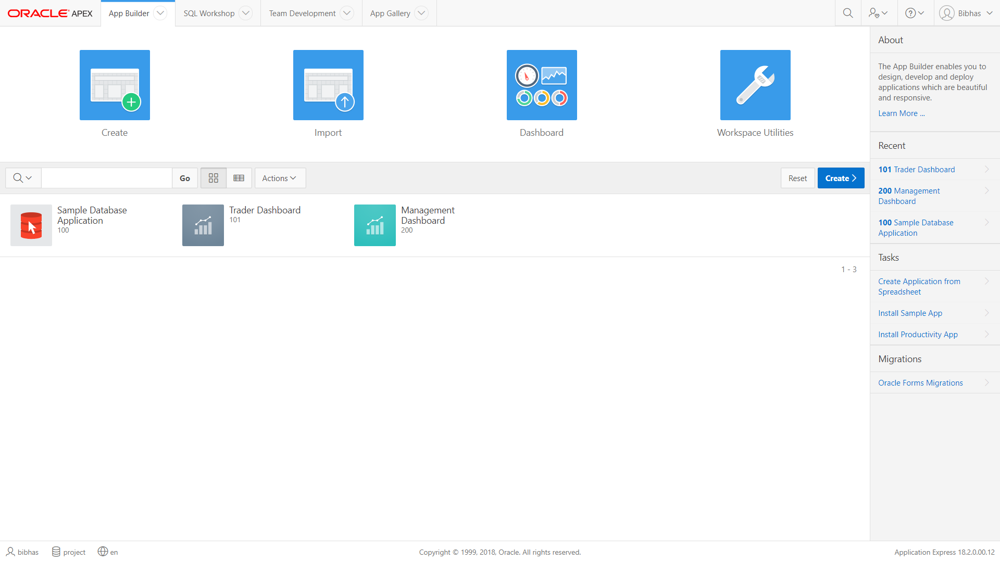 ORACLE APEX
App Builder
SQL Workshop
Team Development
App Gallery
Bibhas
Create
Import
Dashboard
Workspace Utilities
Go
Actions
Reset
Create
Sample Database
Application
100
Trader Dashboard
101
Management
Dashboard
200
1 - 3
About
The App Builder enables you to
design, develop and deploy
applications which are beautiful
and responsive.
Learn More ...
Recent
101 Trader Dashboard
200 Management
Dashboard
100 Sample Database
Application
Tasks
Create Application from
Spreadsheet
Install Sample App
Install Productivity App
Migrations
Oracle Forms Migrations
bibhas
project
en
Copyright © 1999, 2018, Oracle. All rights reserved.
Application Express 18.2.0.00.12